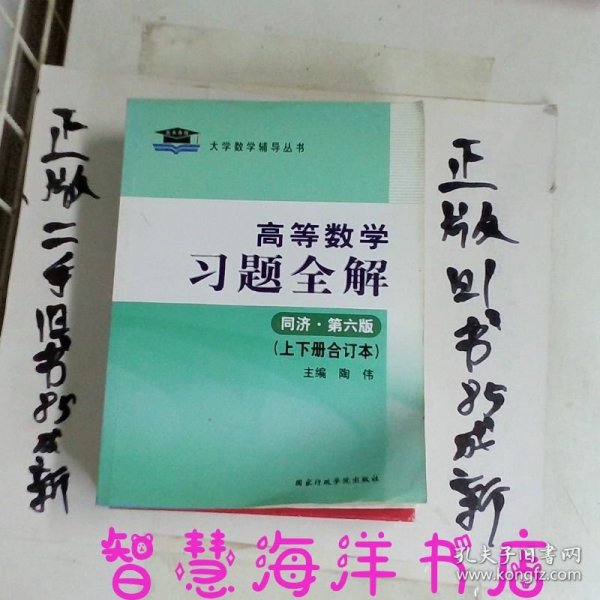 大学数学辅导丛书
高等数学
习题全解
同济·第六版
(上下册合订本)
主编 陶伟
国家行政学院出版社
正版二手旧书85成新
正版旧书85成新
智慧海洋书店
孔夫子旧书网
www.kongfz.com